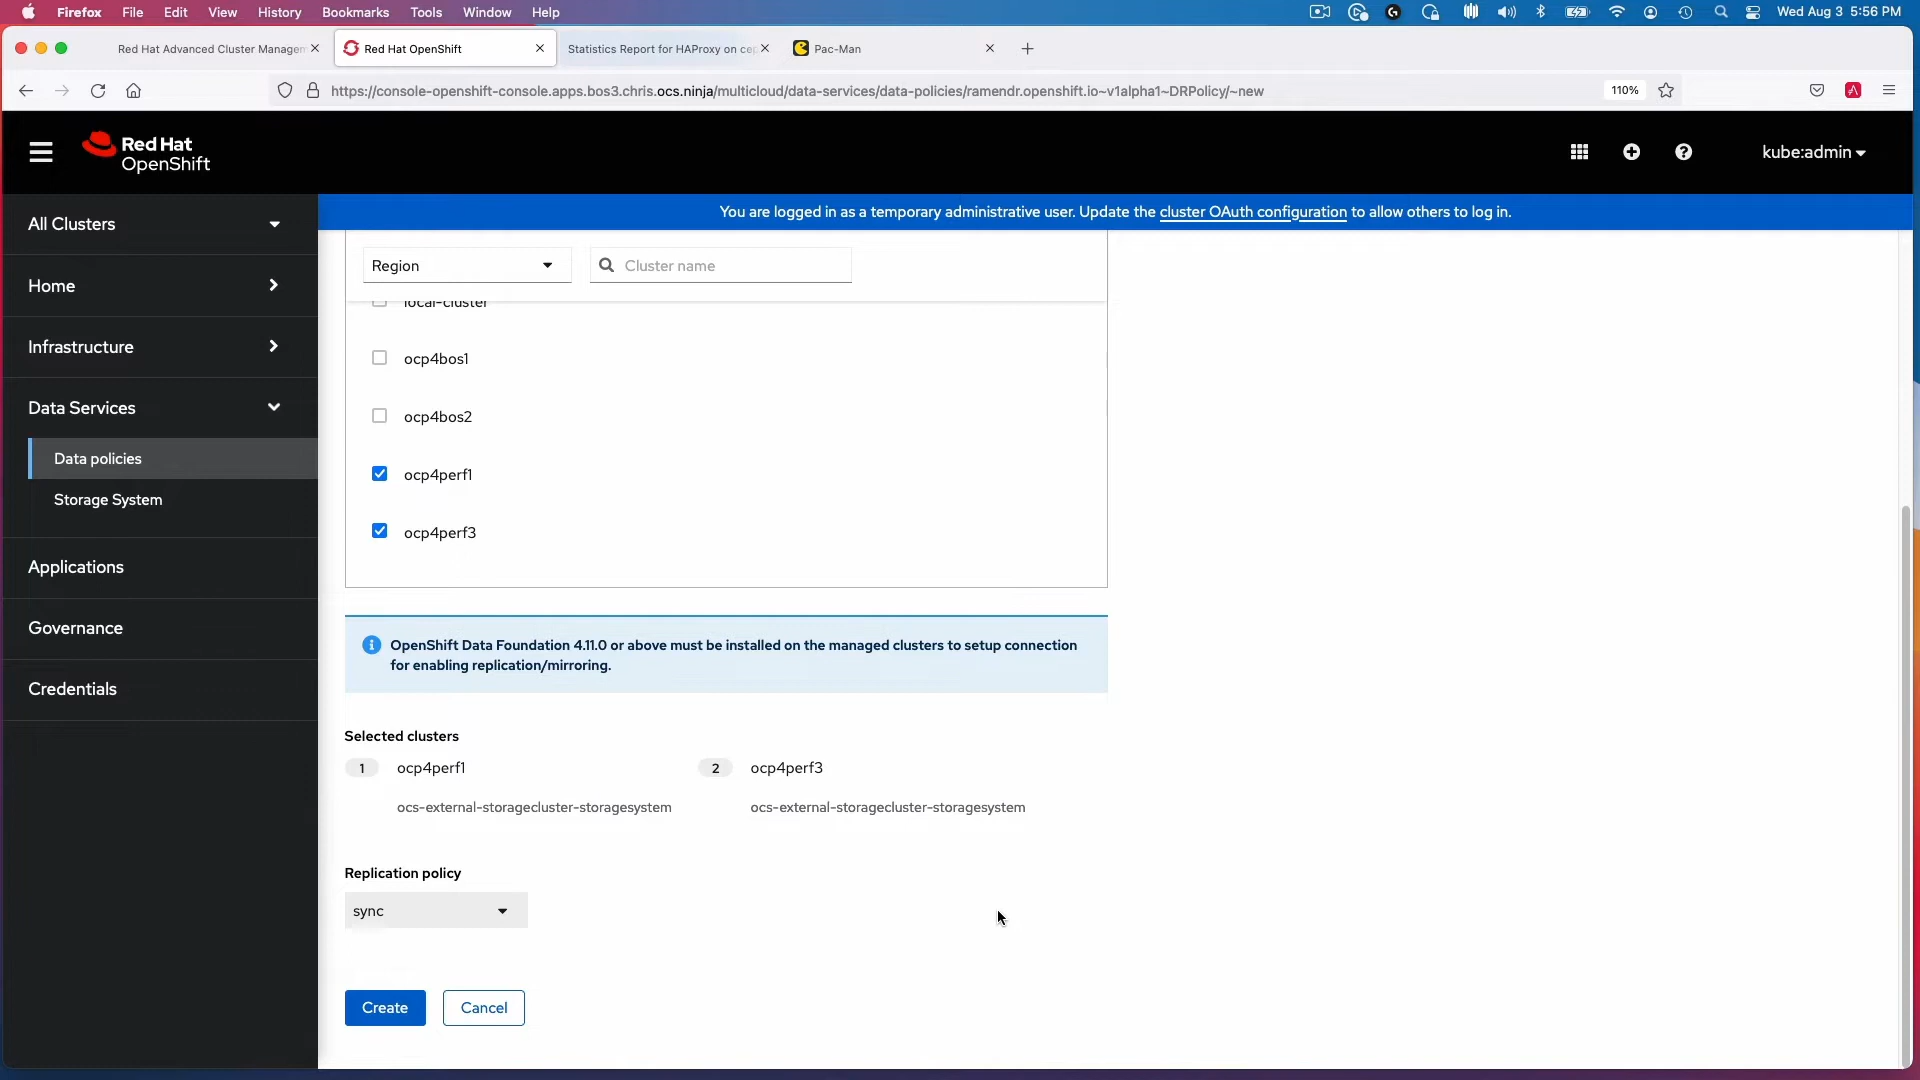 Firefox File Edit View History Bookmarks Tools Window Help Wed Aug 3 5:56 PM
Red Hat Advanced Cluster Managem Red Hat OpenShift Statistics Report for HAProxy on cep Pac-Man
https://console-openshift-console.apps.bos3.chris.ocs.ninja/multicloud/data-services/data-policies/ramendr.openshift.io~v1alpha1~DRPolicy/~new 110%
Red Hat
OpenShift
kube:admin
You are logged in as a temporary administrative user. Update the cluster OAuth configuration to allow others to log in.
All Clusters
Home
Infrastructure
Data Services
Data policies
Storage System
Applications
Governance
Credentials
Region Cluster name
local-cluster
ocp4bos1
ocp4bos2
ocp4perf1
ocp4perf3
OpenShift Data Foundation 4.11.0 or above must be installed on the managed clusters to setup connection
for enabling replication/mirroring.
Selected clusters
1 ocp4perf1 2 ocp4perf3
ocs-external-storagecluster-storagesystem ocs-external-storagecluster-storagesystem
Replication policy
sync
Create Cancel